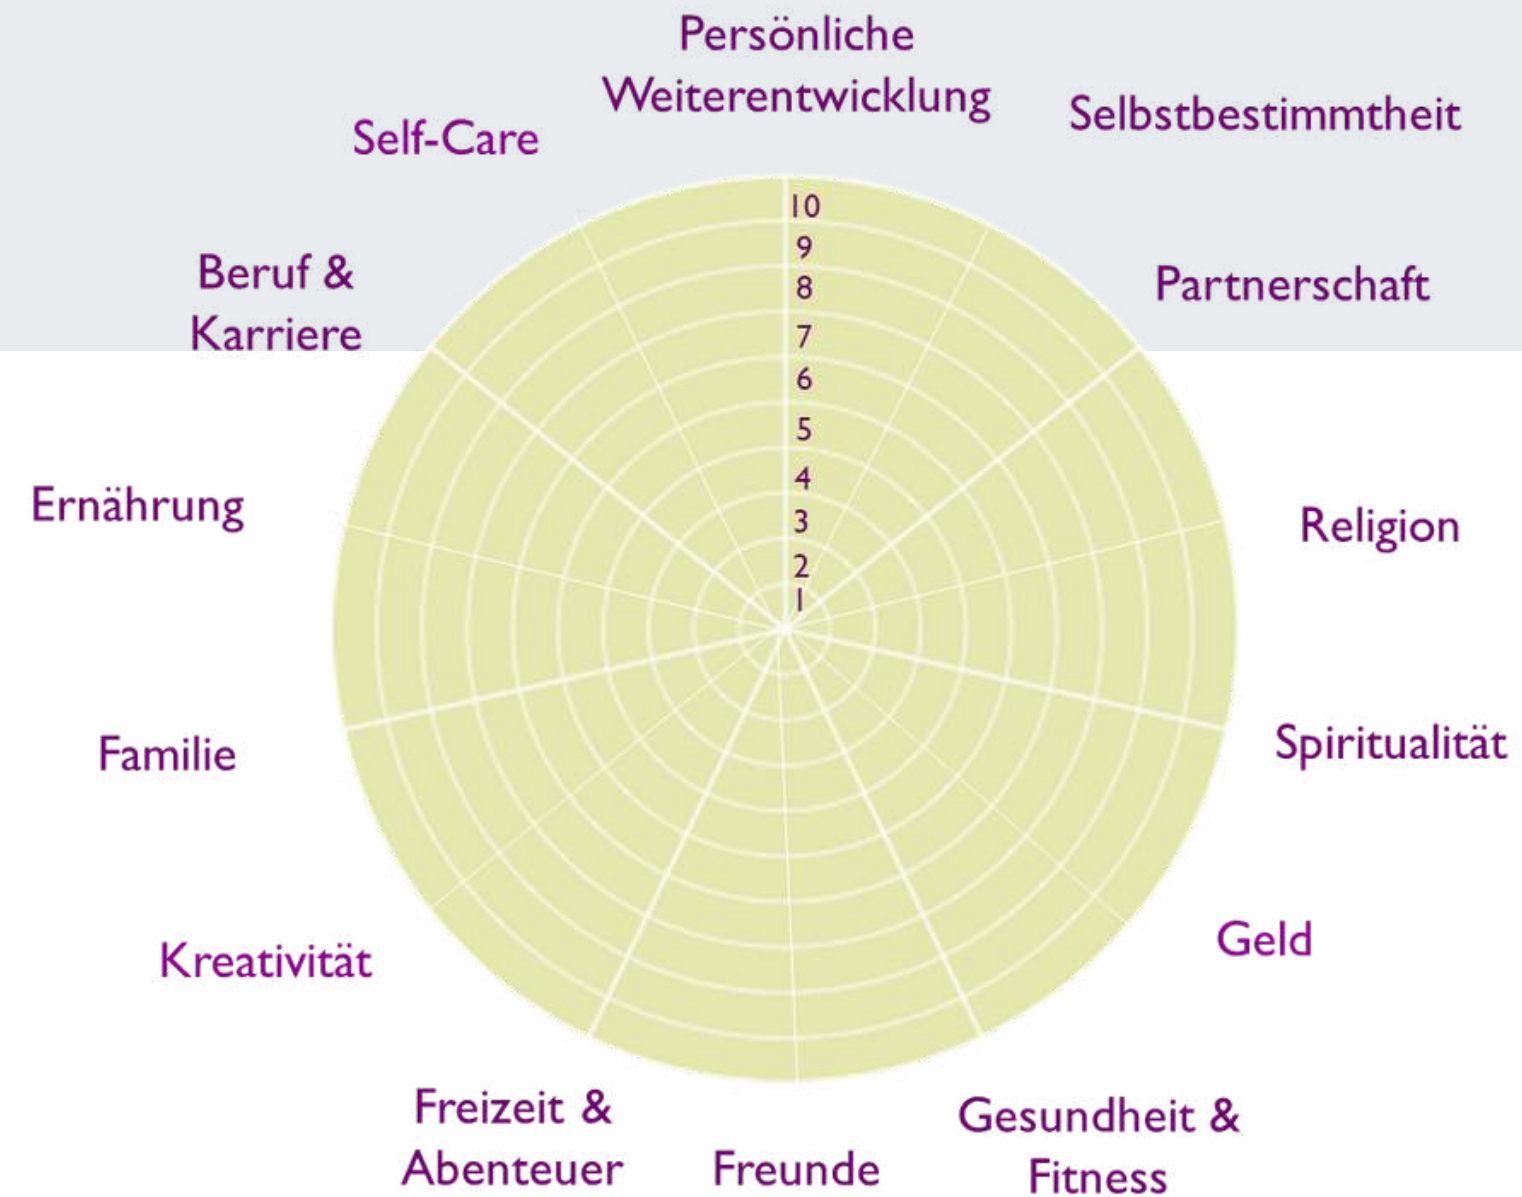 Persönliche
Weiterentwicklung
Selbstbestimmtheit
Self-Care
Beruf &
Karriere
Partnerschaft
10
9
8
7
6
5
4
3
2
1
Ernährung
Religion
Familie
Spiritualität
Kreativität
Geld
Freizeit &
Abenteuer
Freunde
Gesundheit &
Fitness